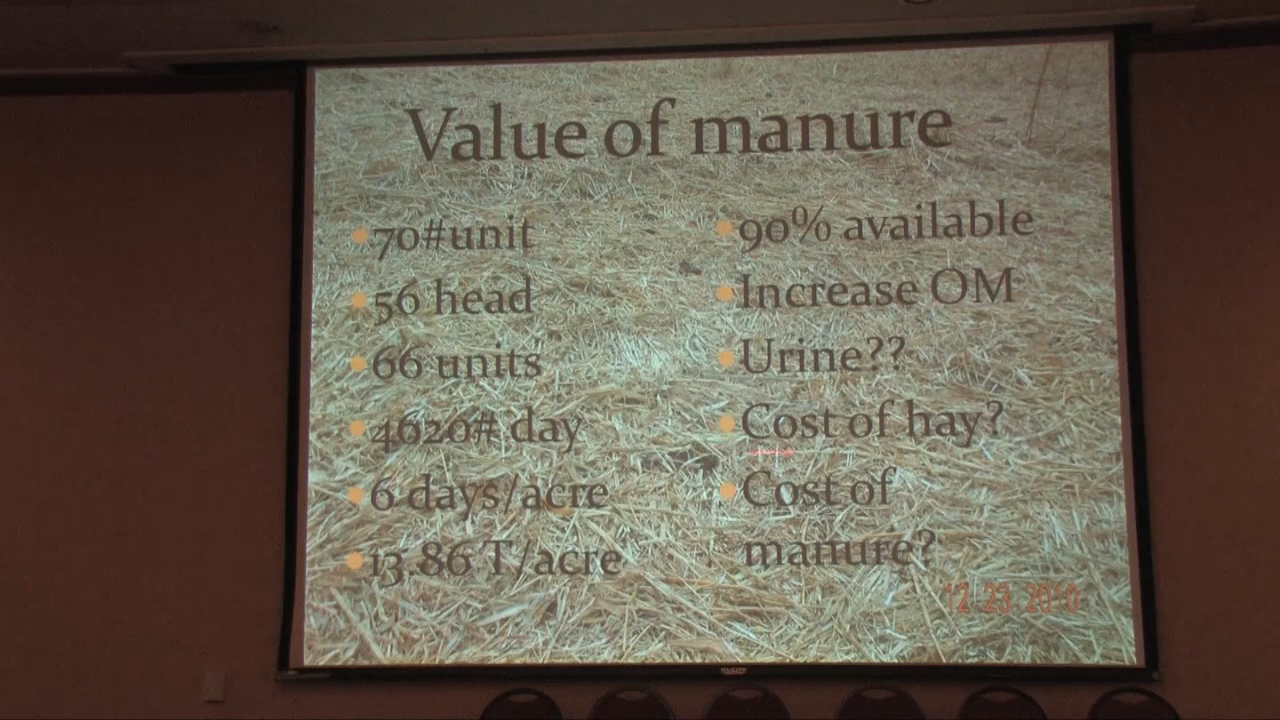 Value of manure
70#unit
56 head
66 units
4620# day
6 days/acre
13.86 T/acre
90% available
Increase OM
Urine??
Cost of hay?
Cost of
manure?
12 23 2010